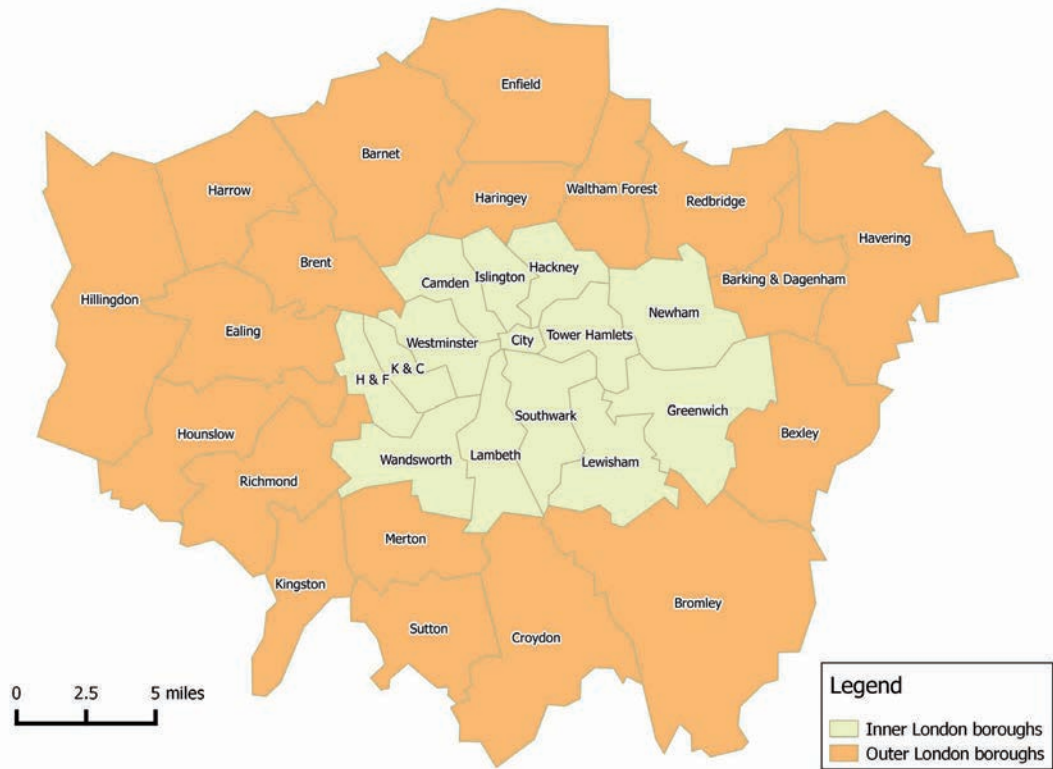 Enfield
Barnet
Harrow
Haringey
Waltham Forest
Redbridge
Havering
Brent
Camden
Islington
Hackney
Barking & Dagenham
Hillingdon
Newham
Ealing
Westminster
City
Tower Hamlets
H & F
K & C
Greenwich
Hounslow
Southwark
Bexley
Richmond
Wandsworth
Lambeth
Lewisham
Merton
Kingston
Bromley
Sutton
Croydon
0 2.5 5 miles
Legend
Inner London boroughs
Outer London boroughs